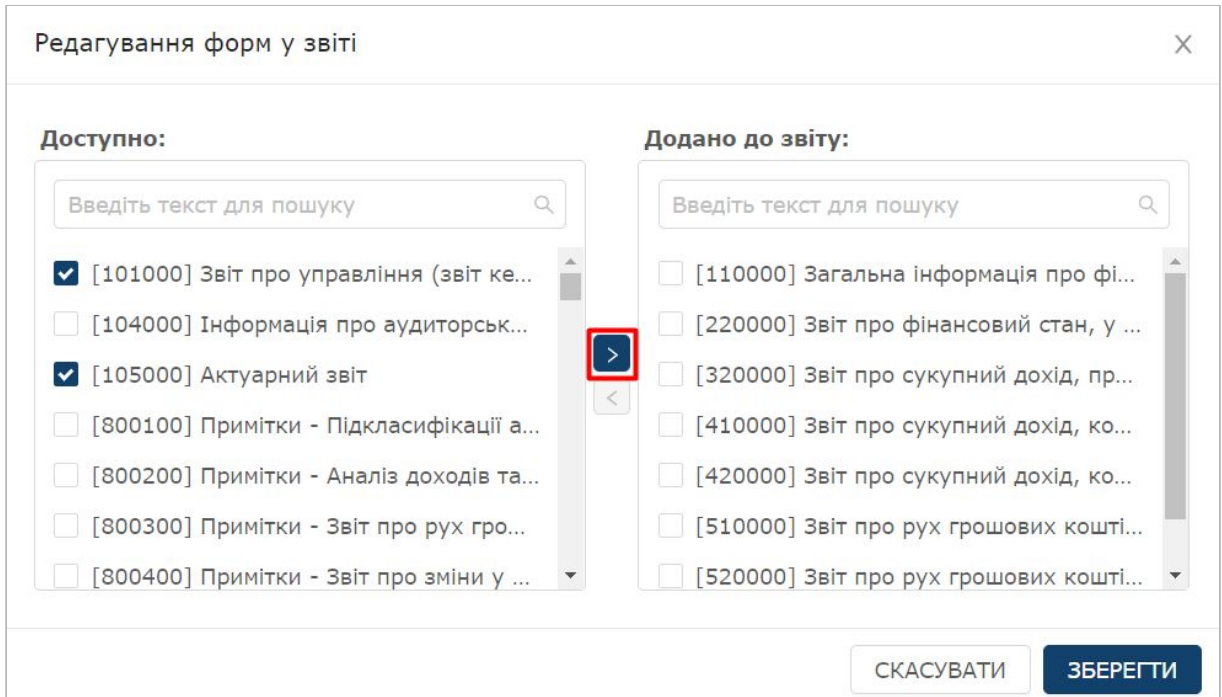 Редагування форм у звіті
Доступно:
Введіть текст для пошуку
[101000] Звіт про управління (звіт ке...
[104000] Інформація про аудиторськ...
[105000] Актуарний звіт
[800100] Примітки - Підкласифікації а...
[800200] Примітки - Аналіз доходів та...
[800300] Примітки - Звіт про рух гро...
[800400] Примітки - Звіт про зміни у ...
Додано до звіту:
Введіть текст для пошуку
[110000] Загальна інформація про фі...
[220000] Звіт про фінансовий стан, у ...
[320000] Звіт про сукупний дохід, пр...
[410000] Звіт про сукупний дохід, ко...
[420000] Звіт про сукупний дохід, ко...
[510000] Звіт про рух грошових кошті...
[520000] Звіт про рух грошових кошті...
СКАСУВАТИ
ЗБЕРЕГТИ